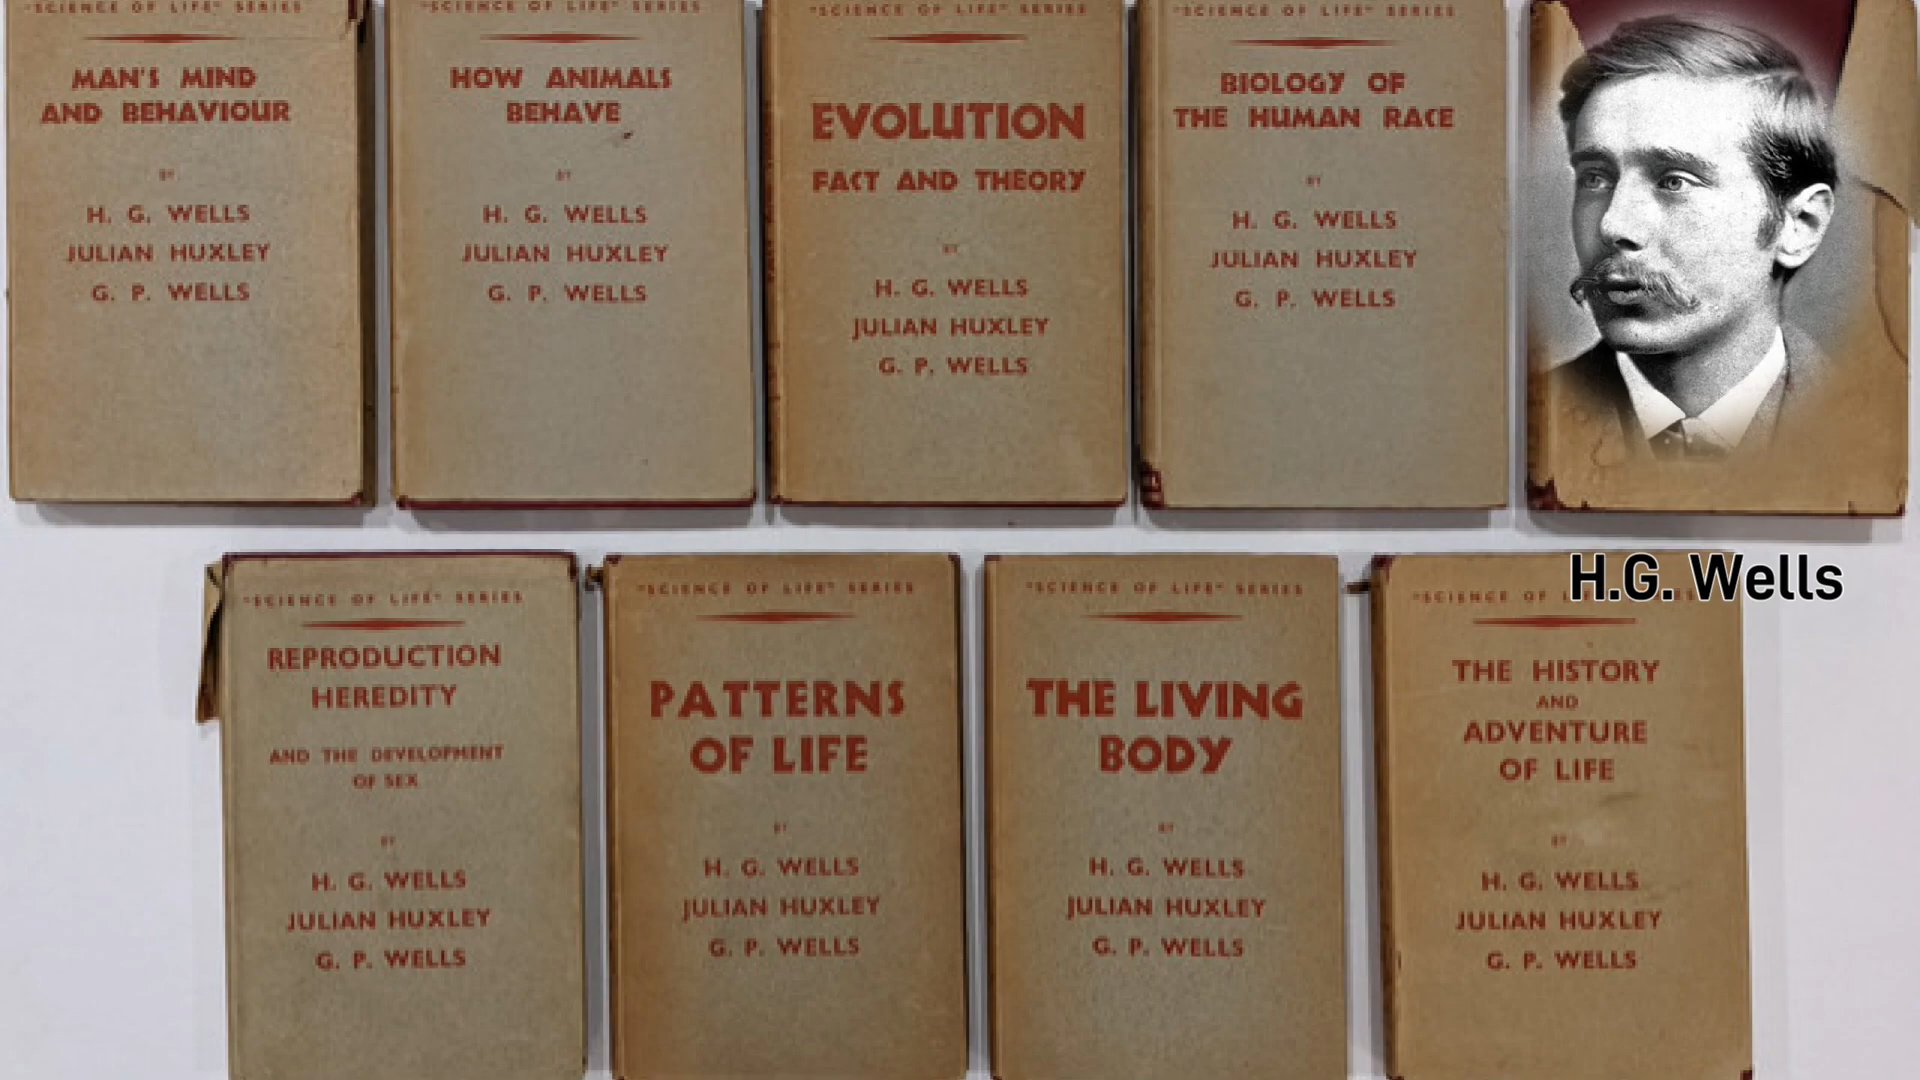 "SCIENCE OF LIFE" SERIES
MAN'S MIND
AND BEHAVIOUR
BY
H. G. WELLS
JULIAN HUXLEY
G. P. WELLS
"SCIENCE OF LIFE" SERIES
HOW ANIMALS
BEHAVE
BY
H. G. WELLS
JULIAN HUXLEY
G. P. WELLS
"SCIENCE OF LIFE" SERIES
EVOLUTION
FACT AND THEORY
BY
H. G. WELLS
JULIAN HUXLEY
G. P. WELLS
"SCIENCE OF LIFE" SERIES
BIOLOGY OF
THE HUMAN RACE
BY
H. G. WELLS
JULIAN HUXLEY
G. P. WELLS
H.G. Wells
"SCIENCE OF LIFE" SERIES
REPRODUCTION
HEREDITY
AND THE DEVELOPMENT
OF SEX
BY
H. G. WELLS
JULIAN HUXLEY
G. P. WELLS
"SCIENCE OF LIFE" SERIES
PATTERNS
OF LIFE
BY
H. G. WELLS
JULIAN HUXLEY
G. P. WELLS
"SCIENCE OF LIFE" SERIES
THE LIVING
BODY
BY
H. G. WELLS
JULIAN HUXLEY
G. P. WELLS
"SCIENCE OF
THE HISTORY
AND
ADVENTURE
OF LIFE
BY
H. G. WELLS
JULIAN HUXLEY
G. P. WELLS